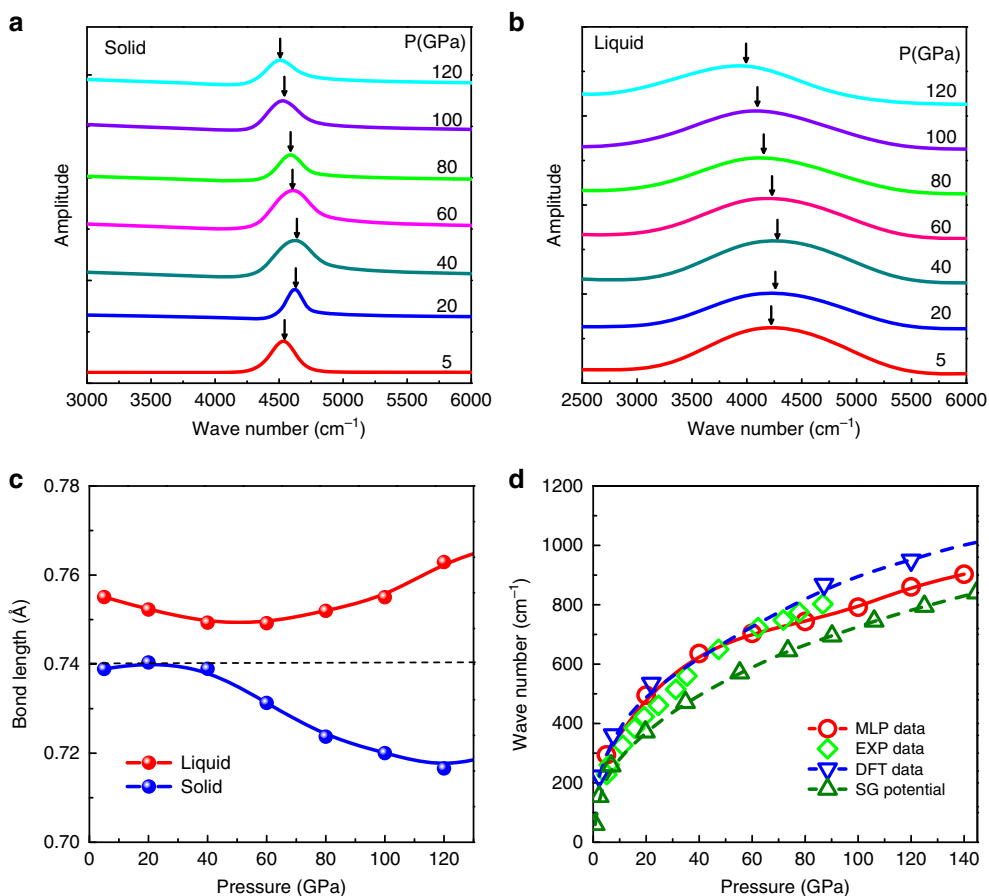 a
Solid
P(GPa)
120
100
80
60
40
20
5
Amplitude
3000 3500 4000 4500 5000 5500 6000
Wave number (cm⁻¹)
b
Liquid
P(GPa)
120
100
80
60
40
20
5
Amplitude
2500 3000 3500 4000 4500 5000 5500 6000
Wave number (cm⁻¹)
c
0.78
0.76
0.74
0.72
0.70
Bond length (Å)
Liquid
Solid
0 20 40 60 80 100 120
Pressure (GPa)
d
1200
1000
800
600
400
200
0
Wave number (cm⁻¹)
MLP data
EXP data
DFT data
SG potential
0 20 40 60 80 100 120 140
Pressure (GPa)